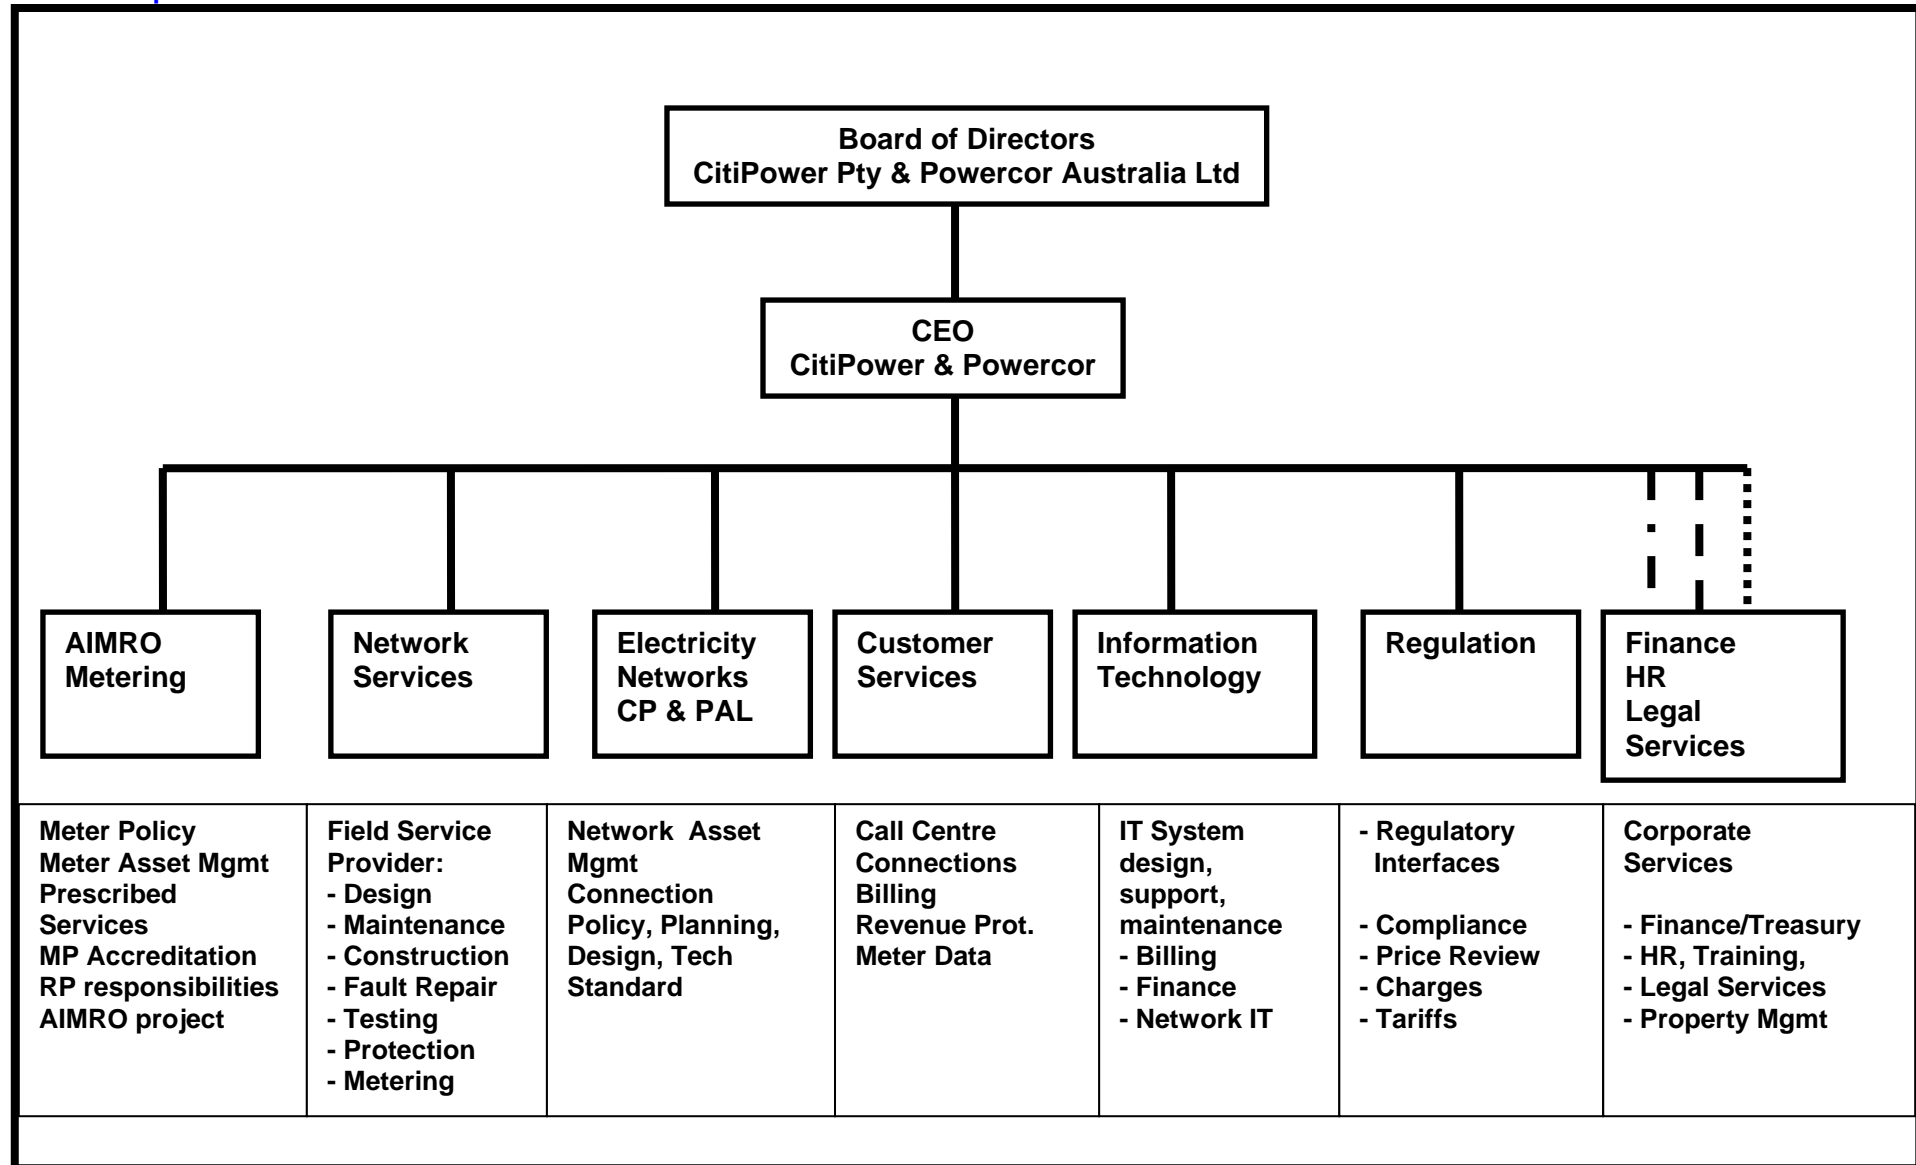 Board of Directors
CitiPower Pty & Powercor Australia Ltd
CEO
CitiPower & Powercor
AIMRO
Metering
Network
Services
Electricity
Networks
CP & PAL
Customer
Services
Information
Technology
Regulation
Finance
HR
Legal
Services
Meter Policy
Meter Asset Mgmt
Prescribed
Services
MP Accreditation
RP responsibilities
AIMRO project
Field Service
Provider:
- Design
- Maintenance
- Construction
- Fault Repair
- Testing
- Protection
- Metering
Network Asset
Mgmt
Connection
Policy, Planning,
Design, Tech
Standard
Call Centre
Connections
Billing
Revenue Prot.
Meter Data
IT System
design,
support,
maintenance
- Billing
- Finance
- Network IT
- Regulatory
Interfaces
- Compliance
- Price Review
- Charges
- Tariffs
Corporate
Services
- Finance/Treasury
- HR, Training,
- Legal Services
- Property Mgmt